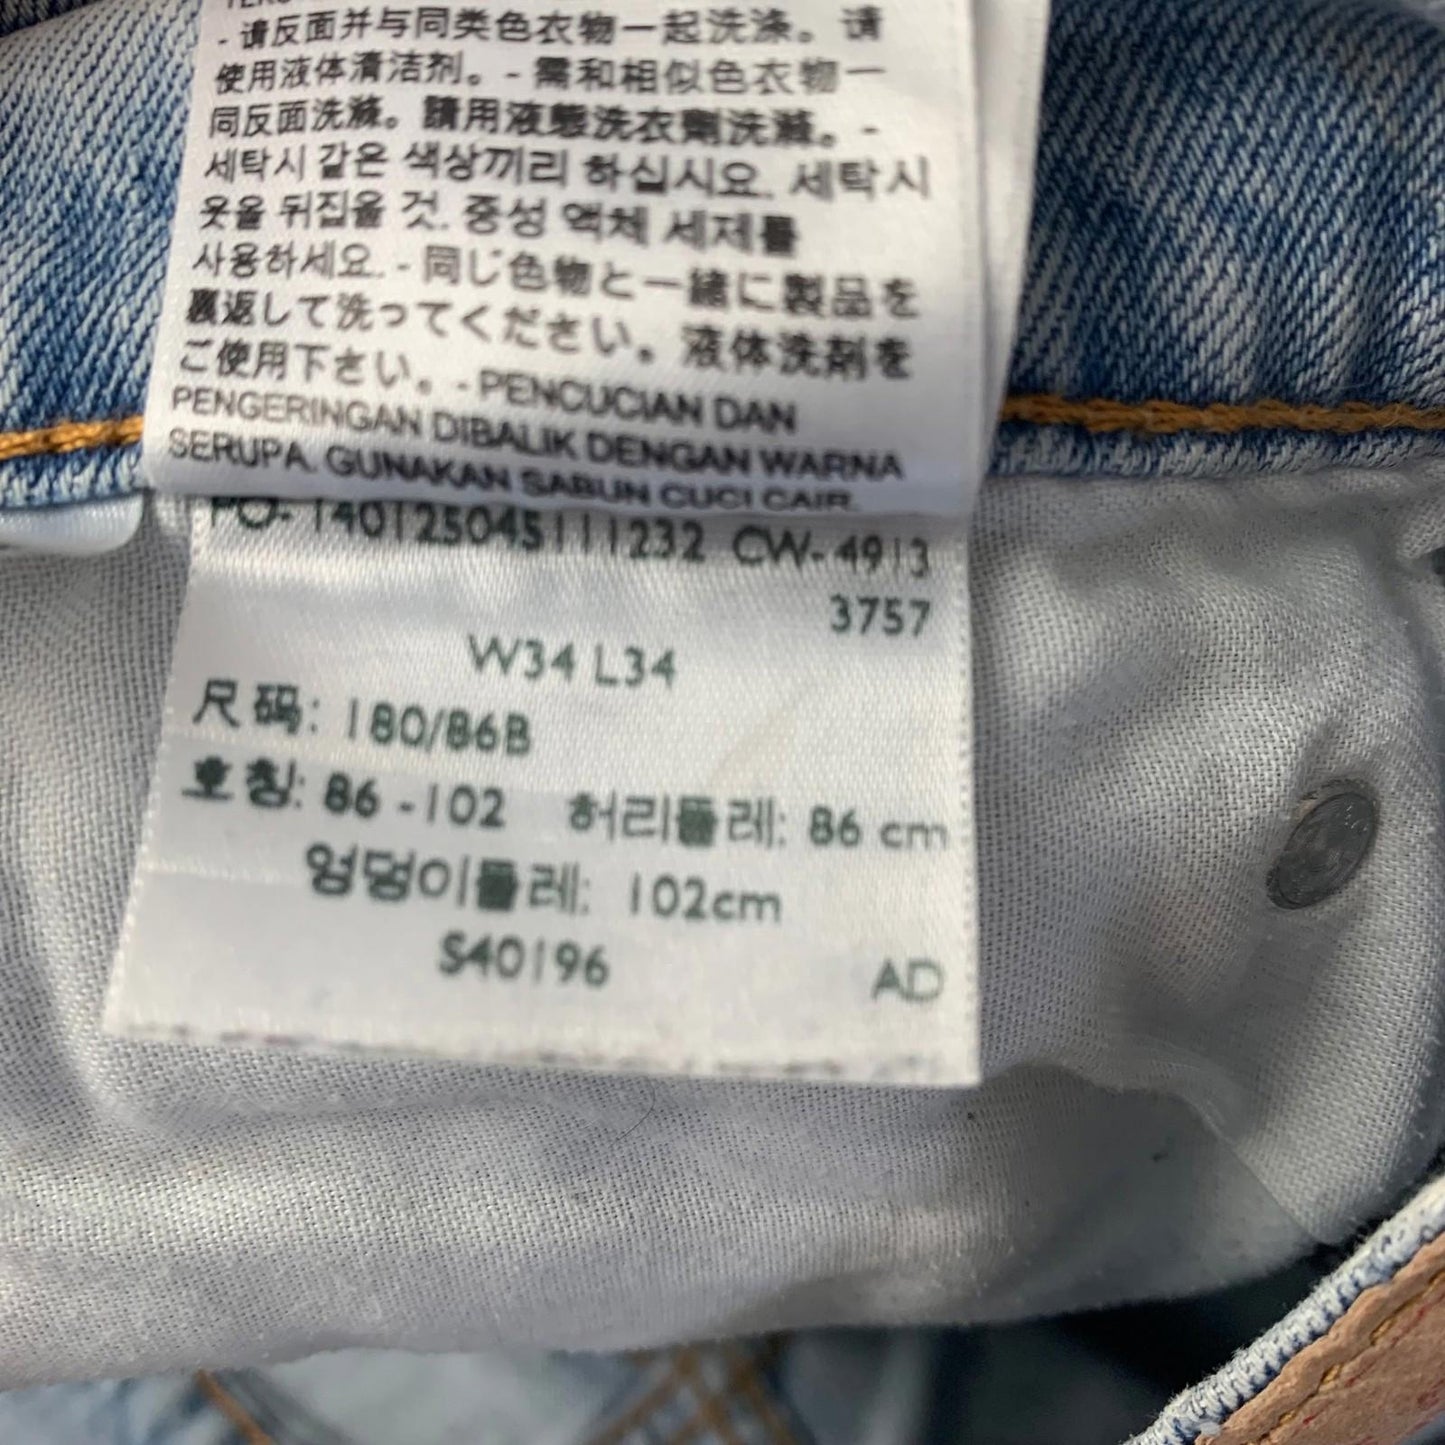 - 请反面并与同类色衣物一起洗涤。请
使用液体清洁剂。- 需和相似色衣物一
同反面洗滌。請用液態洗衣劑洗滌。-
세탁시 같은 색상끼리 하십시요. 세탁시
옷을 뒤집을 것. 중성 액체 세제를
사용하세요. - 同じ色物と一緒に製品を
裏返して洗ってください。液体洗剤を
ご使用下さい。- PENCUCIAN DAN
PENGERINGAN DIBALIK DENGAN WARNA
SERUPA. GUNAKAN SABUN CUCI CAIR.
PO- 140125045111232 CW-4913
3757
W34 L34
尺码: 180/86B
호칭: 86 -102 허리둘레: 86 cm
엉덩이둘레: 102cm
S40196 AD